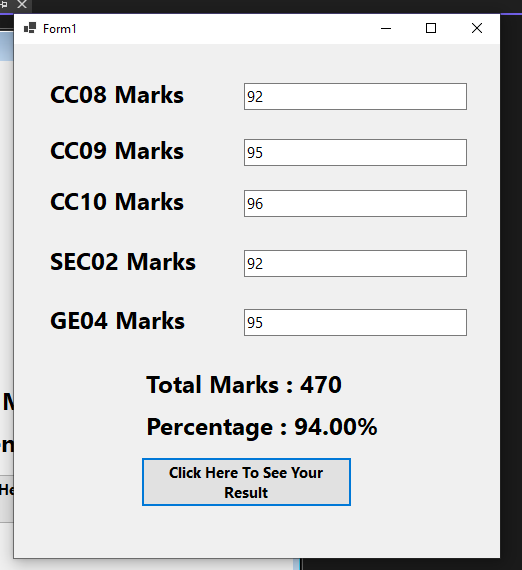 Form1
CC08 Marks
92
CC09 Marks
95
CC10 Marks
96
SEC02 Marks
92
GE04 Marks
95
Total Marks : 470
Percentage : 94.00%
Click Here To See Your
Result